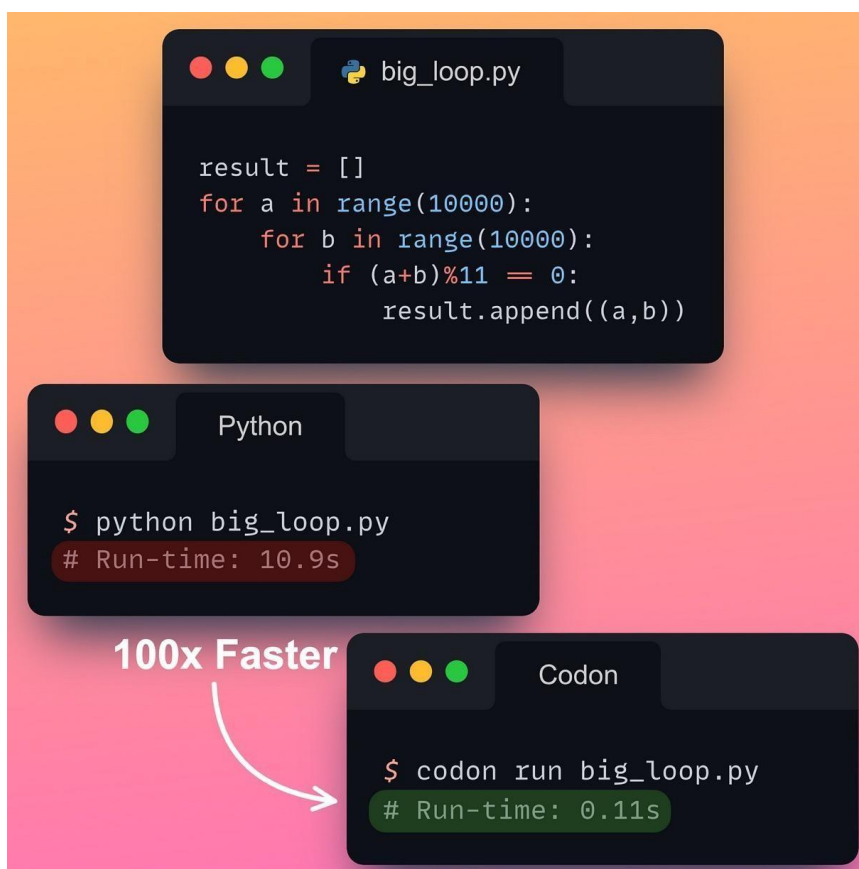 big_loop.py
result = []
for a in range(10000):
    for b in range(10000):
        if (a+b)%11 == 0:
            result.append((a,b))
Python
$ python big_loop.py
# Run-time: 10.9s
100x Faster
Codon
$ codon run big_loop.py
# Run-time: 0.11s